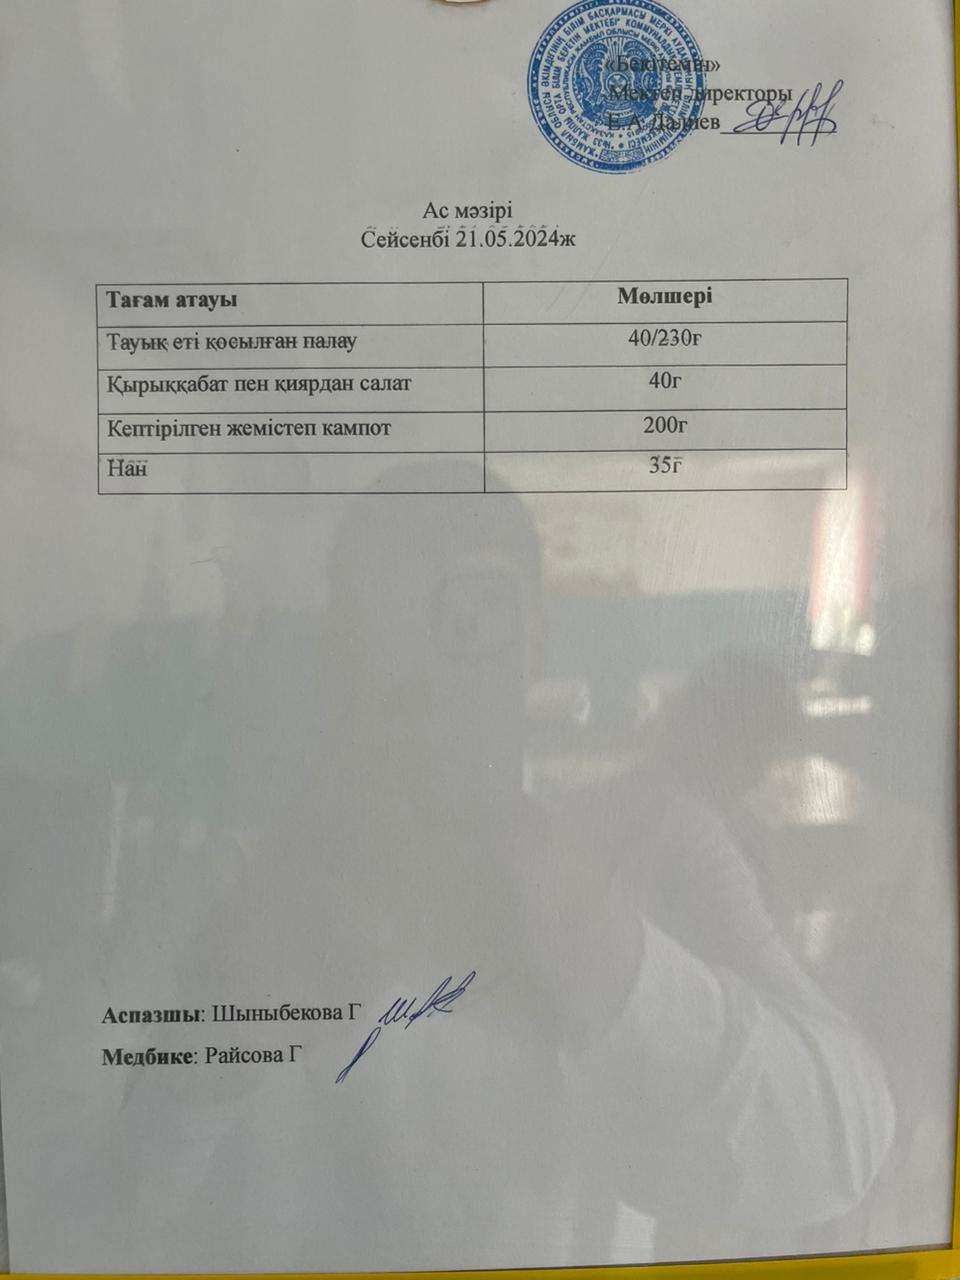 «Бекітемін»
Мектеп директоры
Е.А Далиев
Ас мәзірі
Сейсенбі 21.05.2024ж
Тағам атауы Мөлшері
Тауық еті қосылған палау 40/230г
Қырыққабат пен қиярдан салат 40г
Кептірілген жемістеп кампот 200г
Нан 35г
Аспазшы: Шыныбекова Г
Медбике: Райсова Г